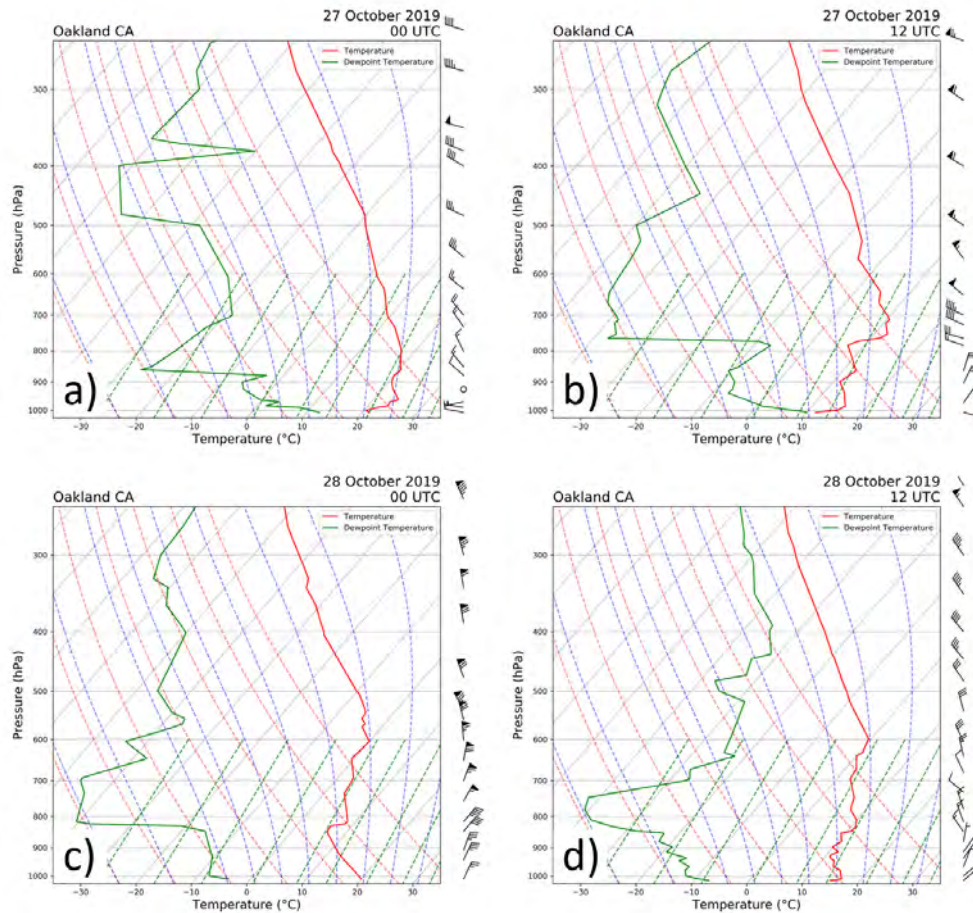 27 October 2019
Oakland CA 00 UTC
Temperature
Dewpoint Temperature
300
400
500
600
700
800
900
1000
Pressure (hPa)
a)
−30 −20 −10 0 10 20 30
Temperature (°C)
27 October 2019
Oakland CA 12 UTC
Temperature
Dewpoint Temperature
300
400
500
600
700
800
900
1000
Pressure (hPa)
b)
−30 −20 −10 0 10 20 30
Temperature (°C)
28 October 2019
Oakland CA 00 UTC
Temperature
Dewpoint Temperature
300
400
500
600
700
800
900
1000
Pressure (hPa)
c)
−30 −20 −10 0 10 20 30
Temperature (°C)
28 October 2019
Oakland CA 12 UTC
Temperature
Dewpoint Temperature
300
400
500
600
700
800
900
1000
Pressure (hPa)
d)
−30 −20 −10 0 10 20 30
Temperature (°C)